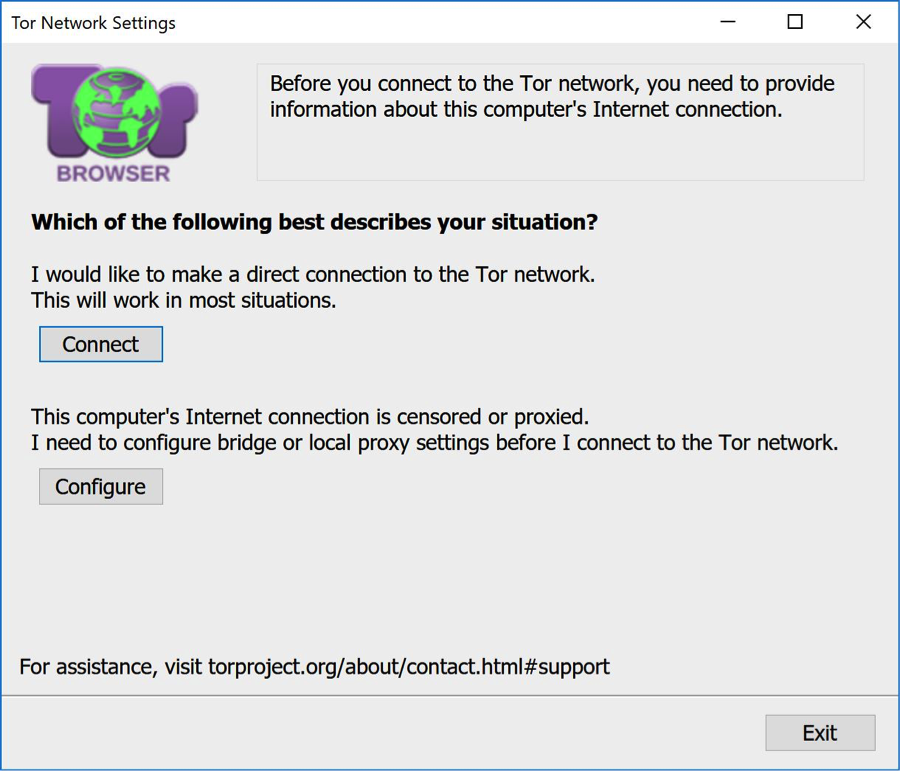 Tor Network Settings
Tor
BROWSER
Before you connect to the Tor network, you need to provide
information about this computer's Internet connection.
Which of the following best describes your situation?
I would like to make a direct connection to the Tor network.
This will work in most situations.
Connect
This computer's Internet connection is censored or proxied.
I need to configure bridge or local proxy settings before I connect to the Tor network.
Configure
For assistance, visit torproject.org/about/contact.html#support
Exit